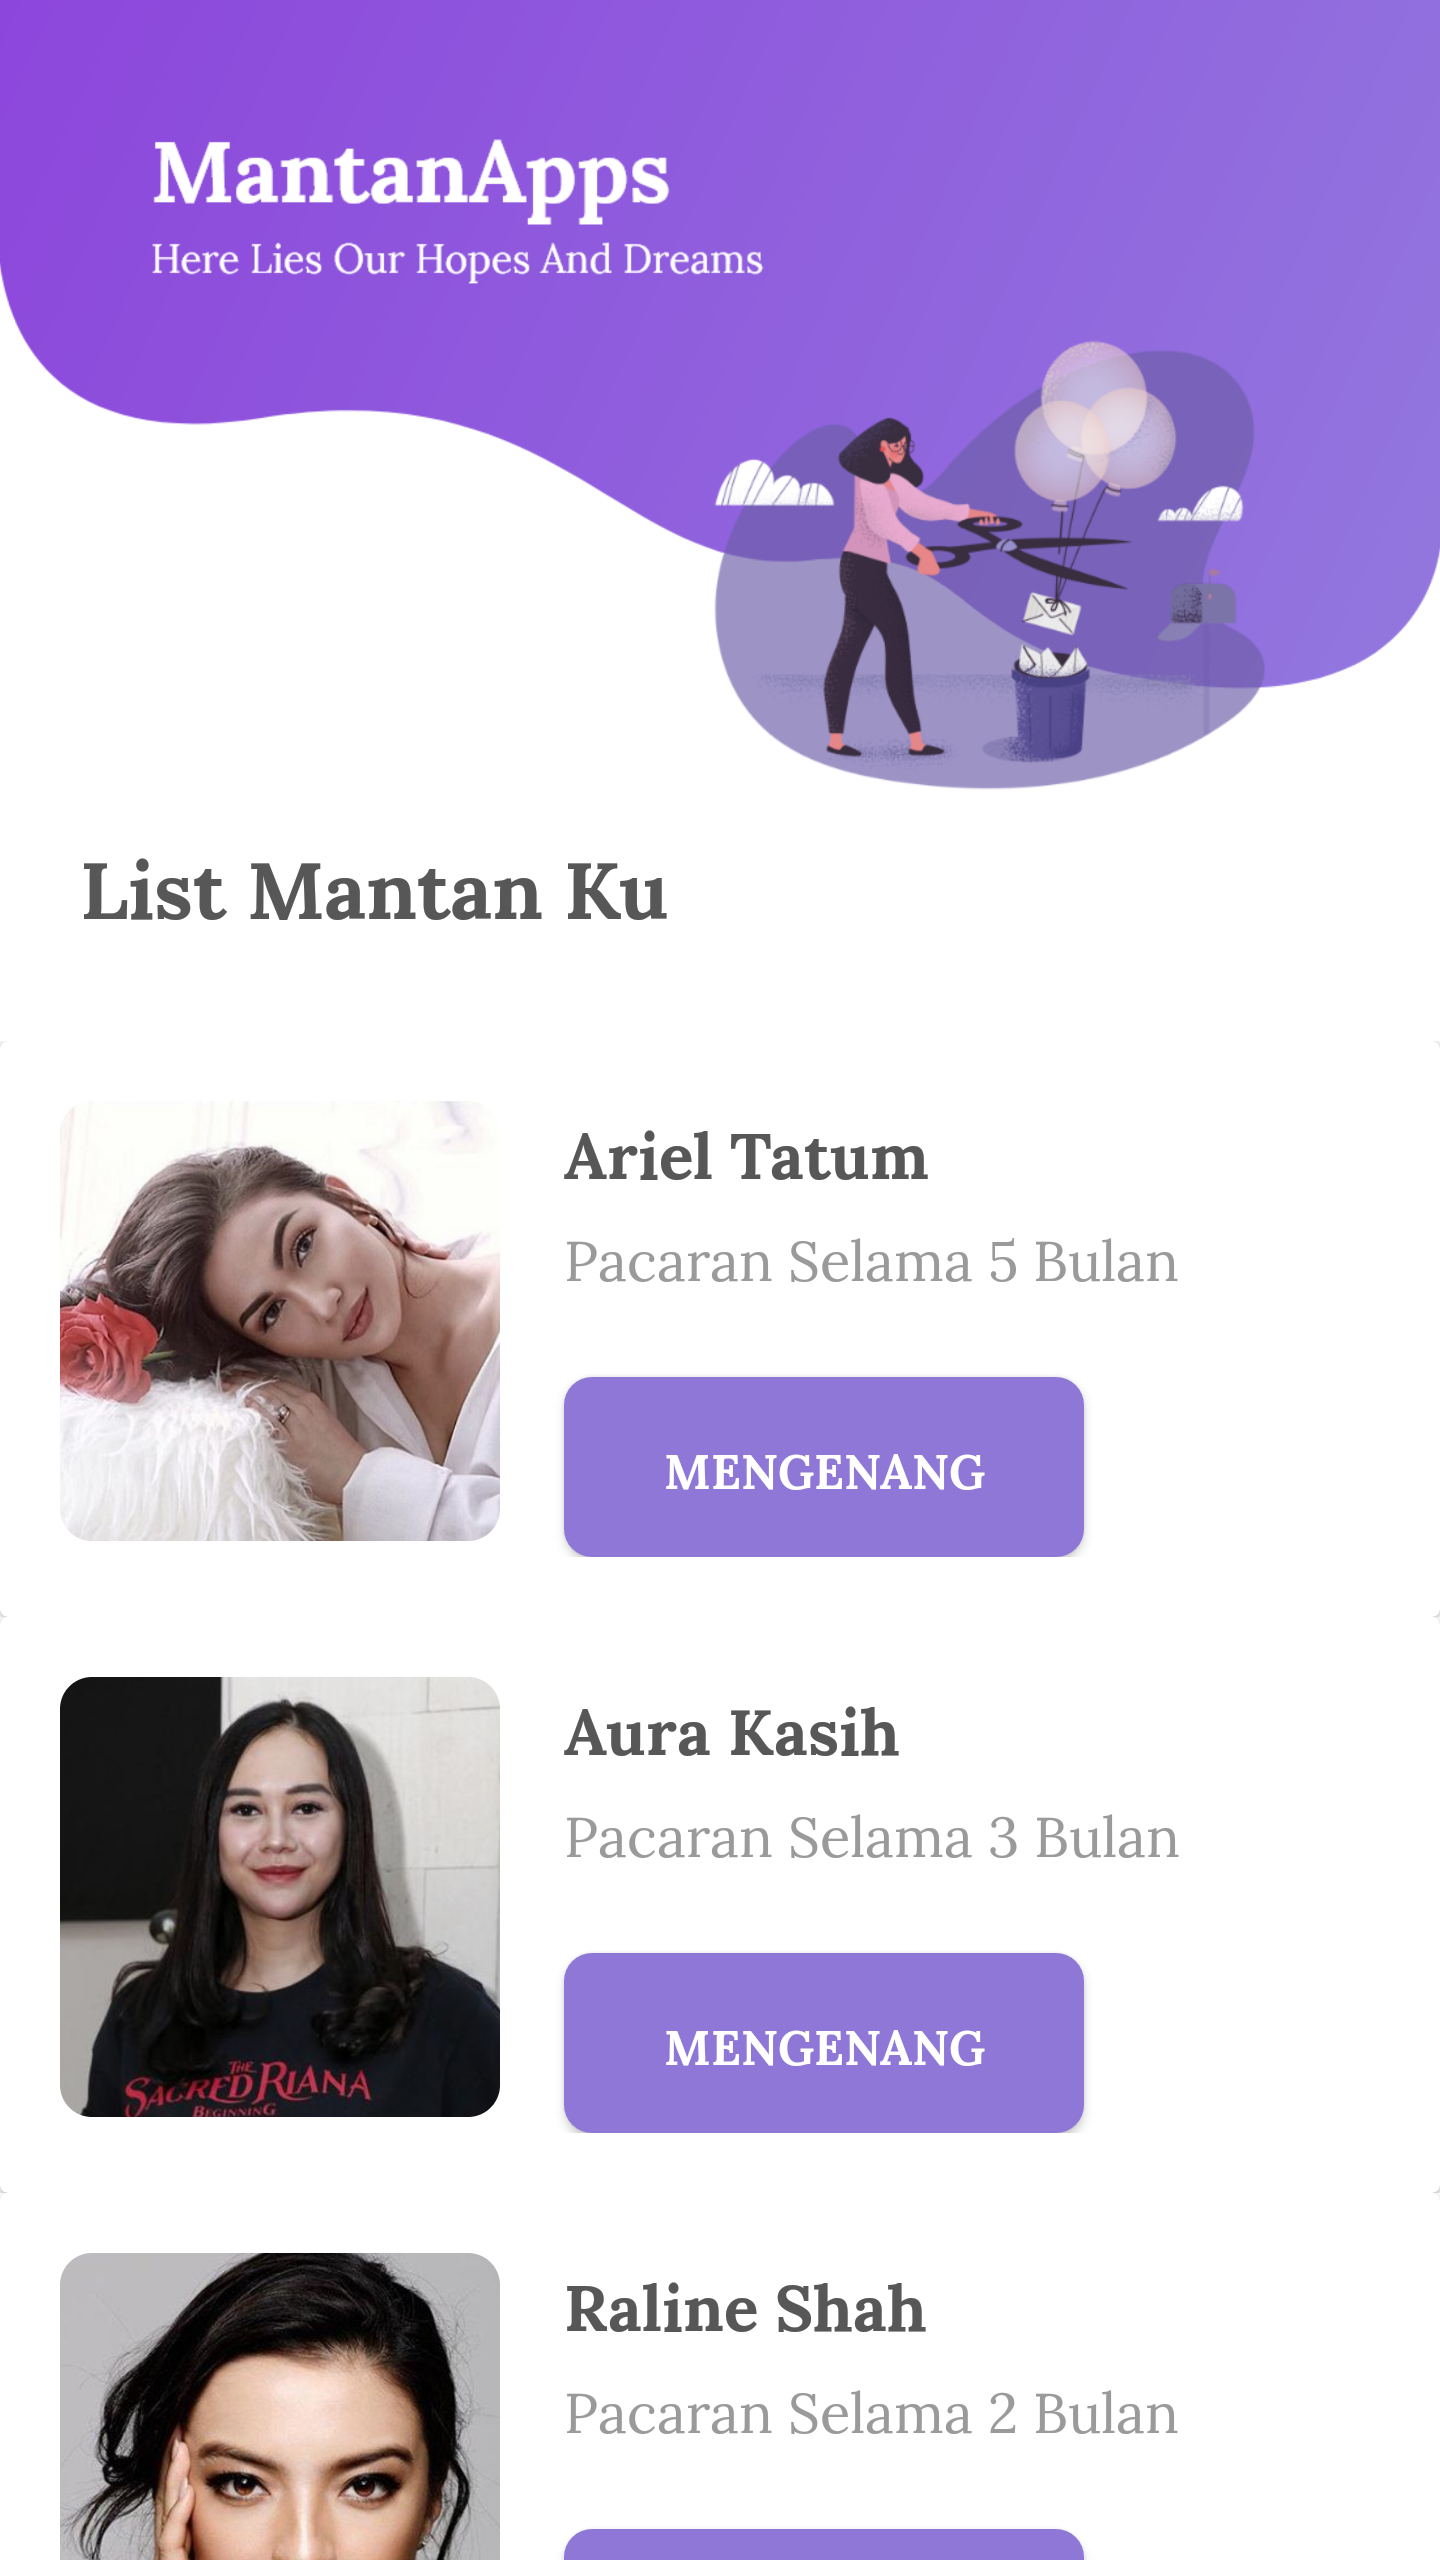 MantanApps
Here Lies Our Hopes And Dreams
List Mantan Ku
Ariel Tatum
Pacaran Selama 5 Bulan
MENGENANG
Aura Kasih
Pacaran Selama 3 Bulan
MENGENANG
THE
SACRED RIANA
BEGINNING
Raline Shah
Pacaran Selama 2 Bulan